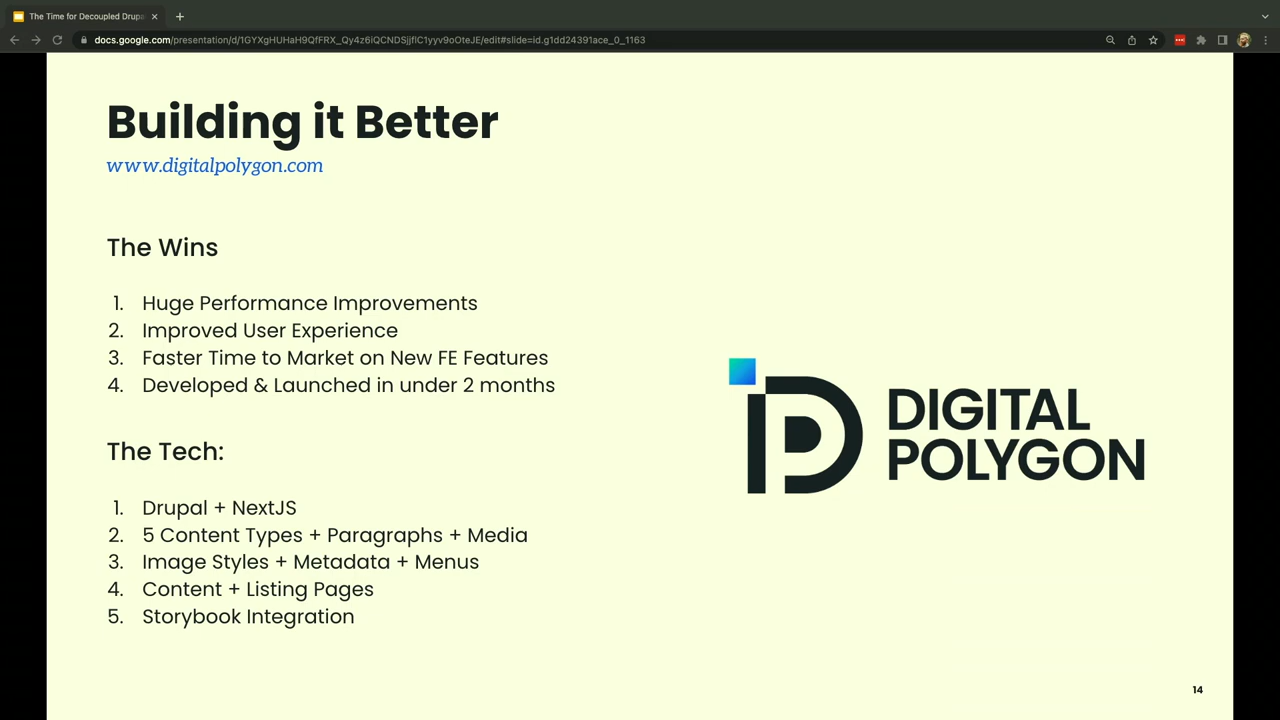 The Time for Decoupled Drupa
docs.google.com/presentation/d/1GYXgHUHaH9QfFRX_Qy4z6iQCNDSjjflC1yyv9oOteJE/edit#slide=id.g1dd24391ace_0_1163
Building it Better
www.digitalpolygon.com
The Wins
1. Huge Performance Improvements
2. Improved User Experience
3. Faster Time to Market on New FE Features
4. Developed & Launched in under 2 months
The Tech:
1. Drupal + NextJS
2. 5 Content Types + Paragraphs + Media
3. Image Styles + Metadata + Menus
4. Content + Listing Pages
5. Storybook Integration
DIGITAL
POLYGON
14